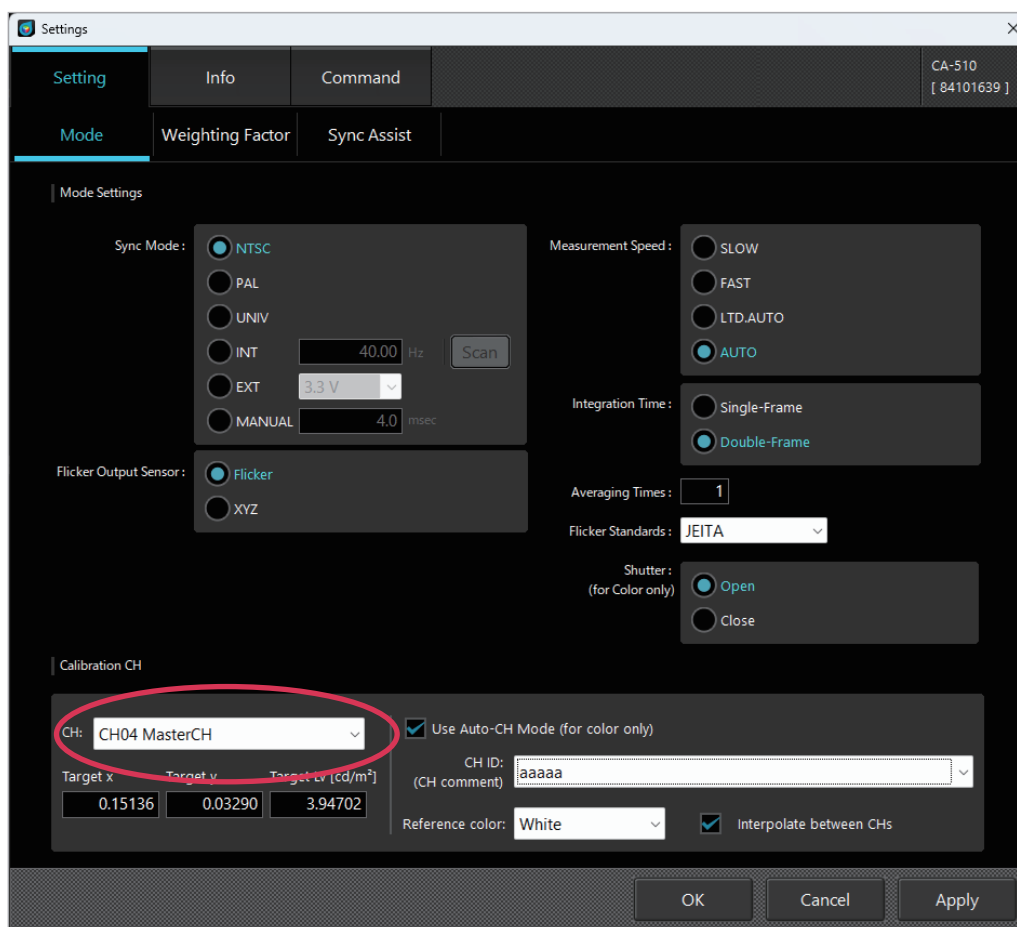 Settings
Setting Info Command
CA-510
[ 84101639 ]
Mode Weighting Factor Sync Assist
Mode Settings
Sync Mode :
NTSC
PAL
UNIV
INT 40.00 Hz Scan
EXT 3.3 V
MANUAL 4.0 msec
Flicker Output Sensor :
Flicker
XYZ
Measurement Speed :
SLOW
FAST
LTD.AUTO
AUTO
Integration Time :
Single-Frame
Double-Frame
Averaging Times : 1
Flicker Standards : JEITA
Shutter :
(for Color only)
Open
Close
Calibration CH
CH: CH04 MasterCH
Target x Target y Target Lv [cd/m²]
0.15136 0.03290 3.94702
Use Auto-CH Mode (for color only)
CH ID:
(CH comment)
aaaaa
Reference color: White Interpolate between CHs
OK Cancel Apply